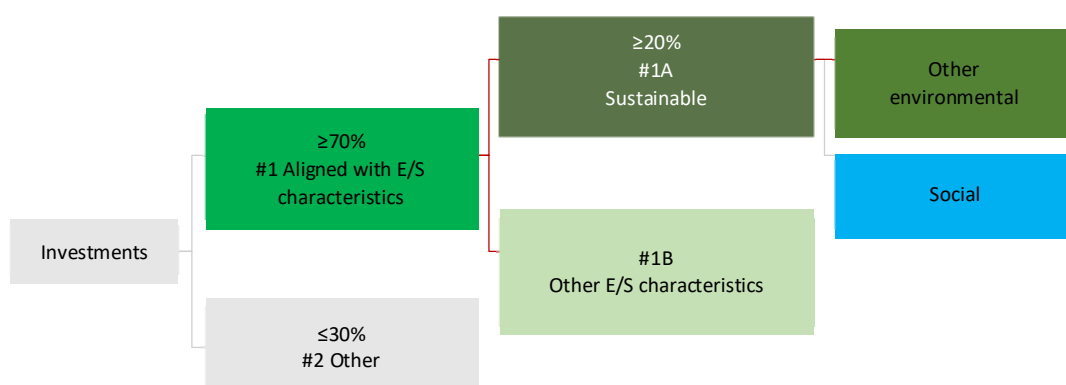 Investments
≥70%
#1 Aligned with E/S
characteristics
≤30%
#2 Other
≥20%
#1A
Sustainable
#1B
Other E/S characteristics
Other
environmental
Social